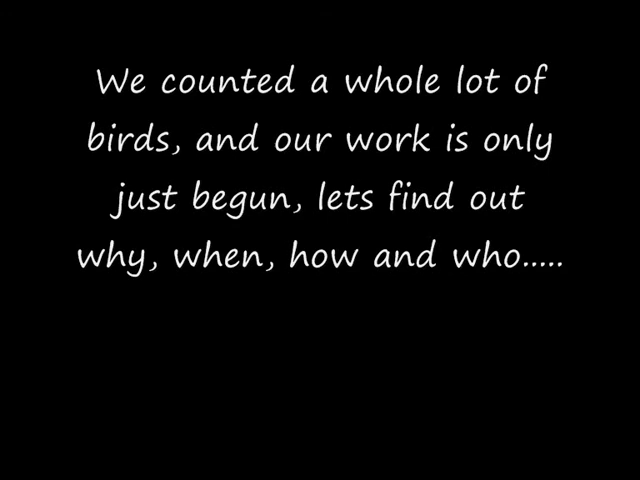 We counted a whole lot of
birds, and our work is only
just begun, lets find out
why, when, how and who.....